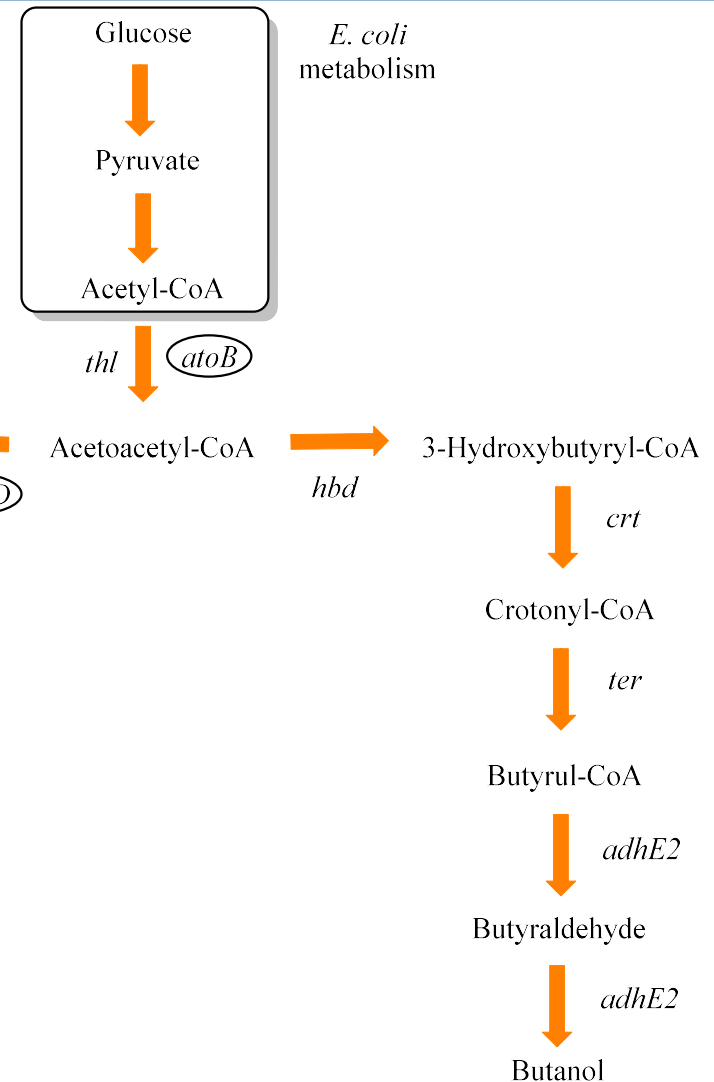 Glucose
E. coli
metabolism
Pyruvate
Acetyl-CoA
thl
atoB
Acetoacetyl-CoA
3-Hydroxybutyryl-CoA
hbd
crt
Crotonyl-CoA
ter
Butyrul-CoA
adhE2
Butyraldehyde
adhE2
Butanol